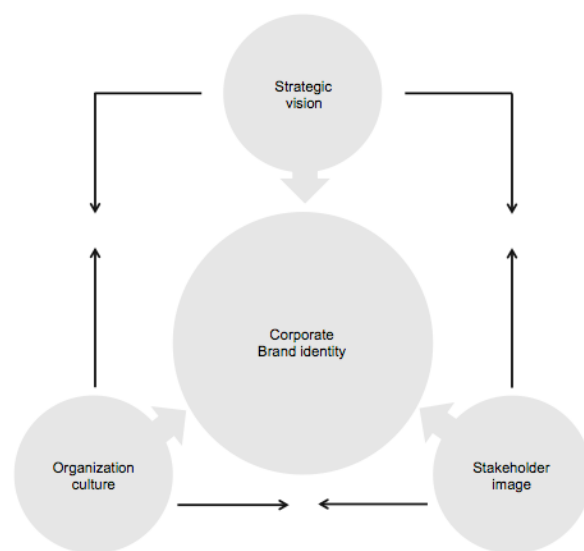 Strategic
vision
Corporate
Brand identity
Organization
culture
Stakeholder
image